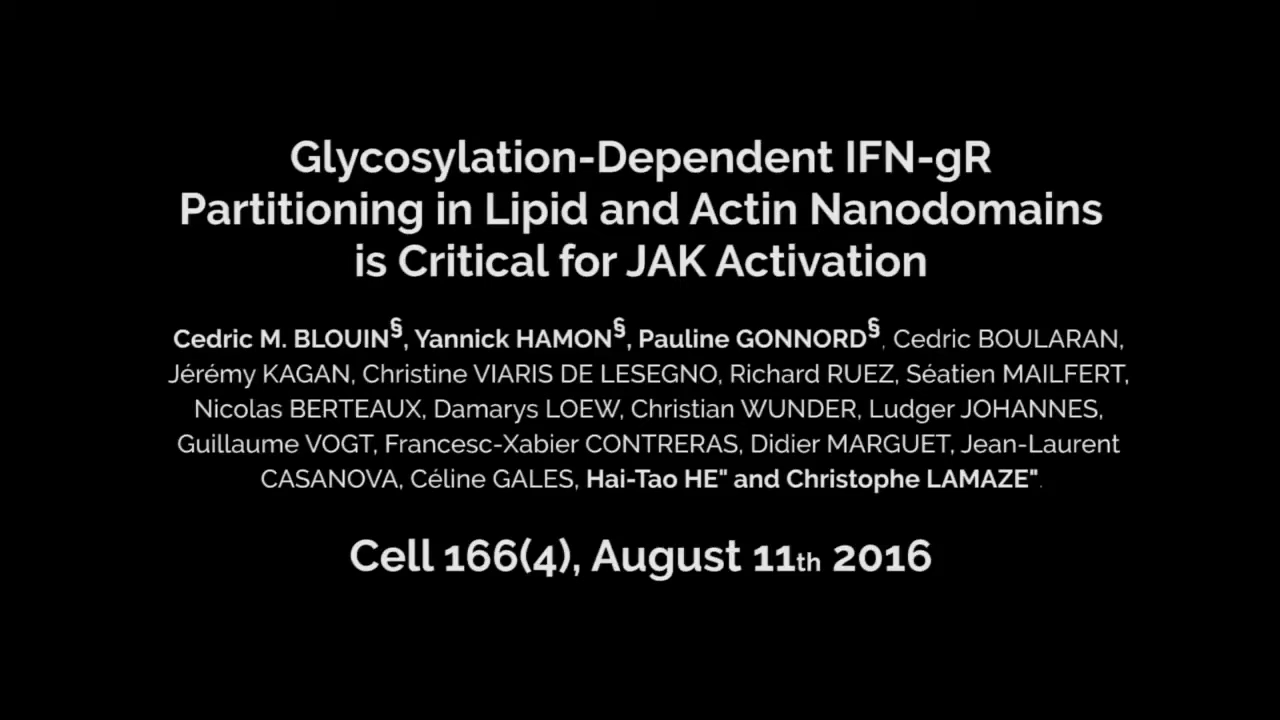 Glycosylation-Dependent IFN-gR
Partitioning in Lipid and Actin Nanodomains
is Critical for JAK Activation
Cedric M. BLOUIN§, Yannick HAMON§, Pauline GONNORD§, Cedric BOULARAN,
Jérémy KAGAN, Christine VIARIS DE LESEGNO, Richard RUEZ, Séatien MAILFERT,
Nicolas BERTEAUX, Damarys LOEW, Christian WUNDER, Ludger JOHANNES,
Guillaume VOGT, Francesc-Xabier CONTRERAS, Didier MARGUET, Jean-Laurent
CASANOVA, Céline GALES, Hai-Tao HE" and Christophe LAMAZE".
Cell 166(4), August 11th 2016